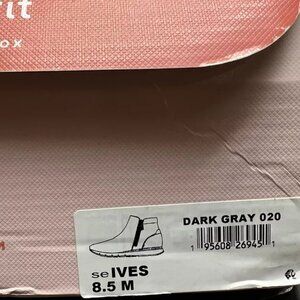 it
OX
DARK GRAY 020
1 95608 26945 1
seIVES
8.5 M